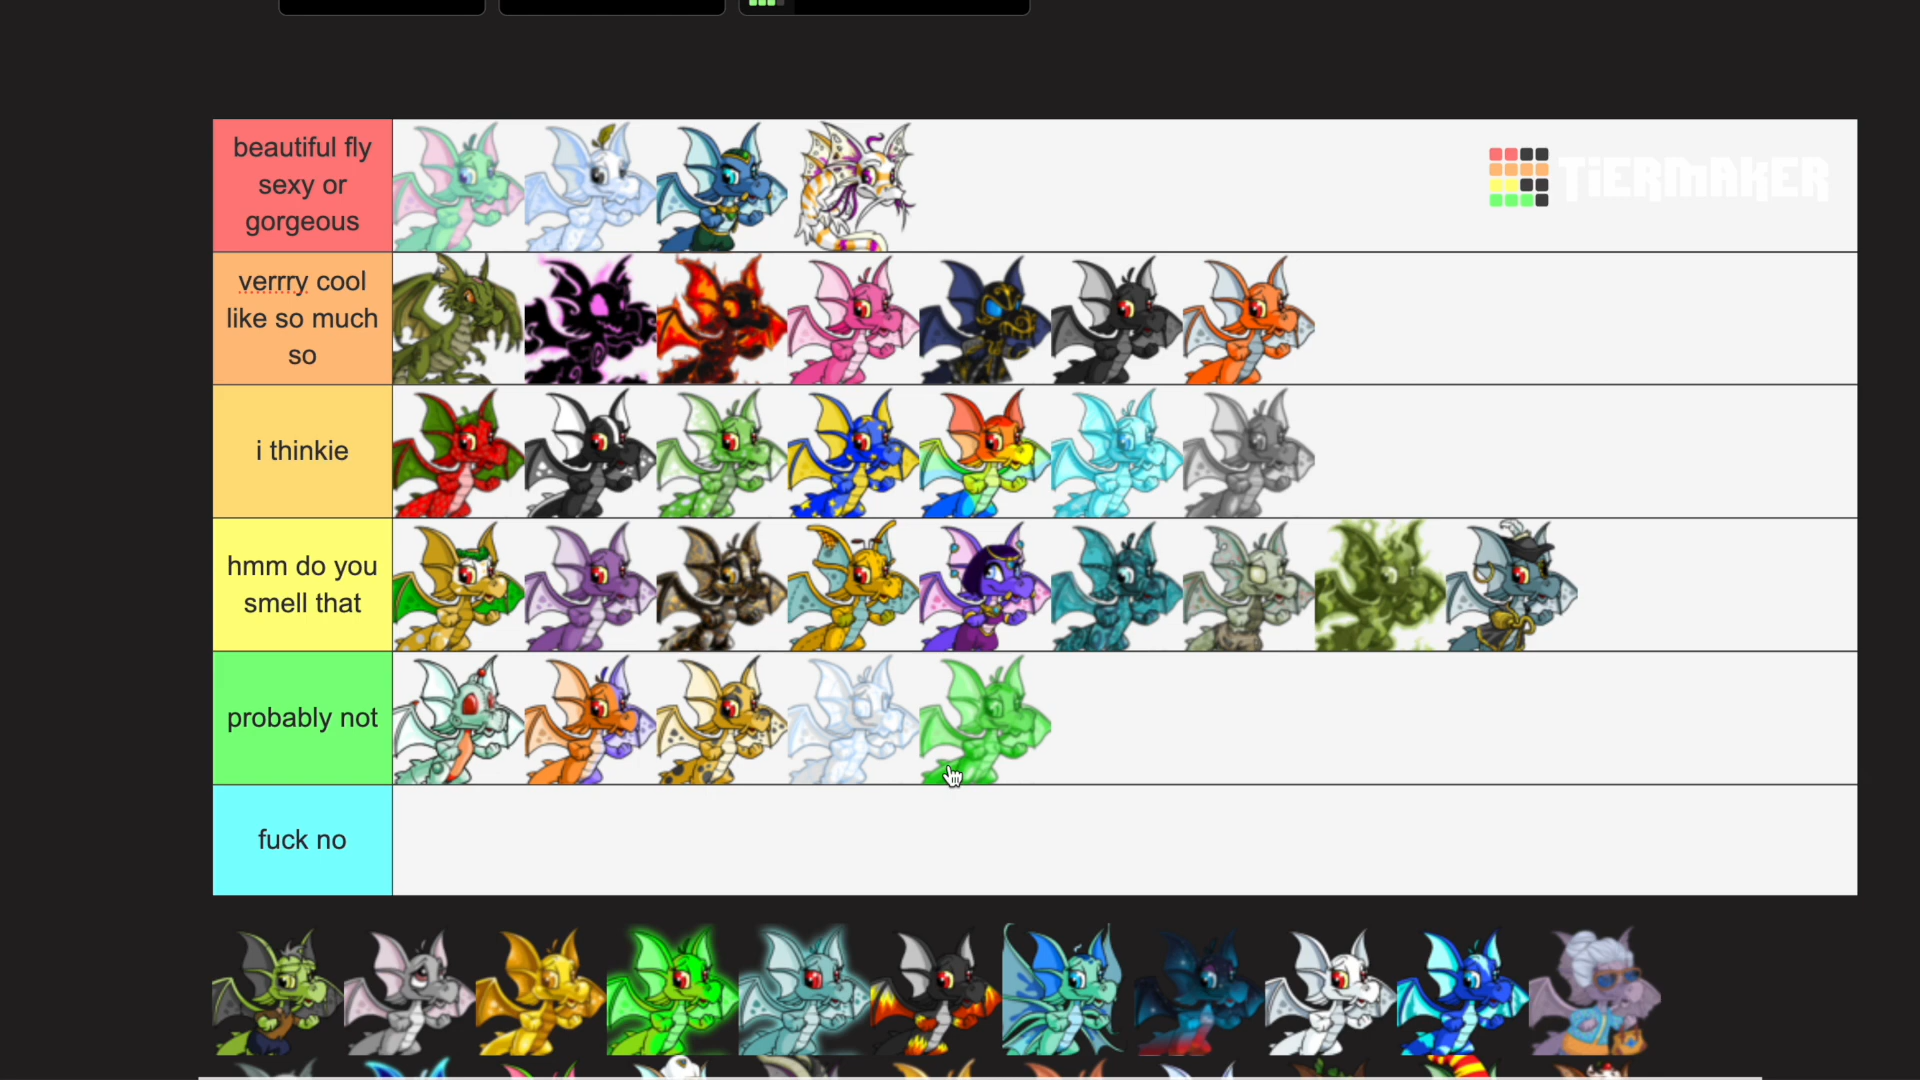 beautiful fly
sexy or
gorgeous
TiERMAKER
verrry cool
like so much
so
i thinkie
hmm do you
smell that
probably not
fuck no